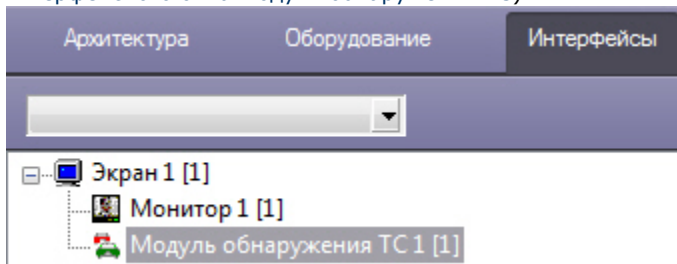 Архитектура Оборудование Интерфейсы
Экран 1 [1]
Монитор 1 [1]
Модуль обнаружения ТС 1 [1]